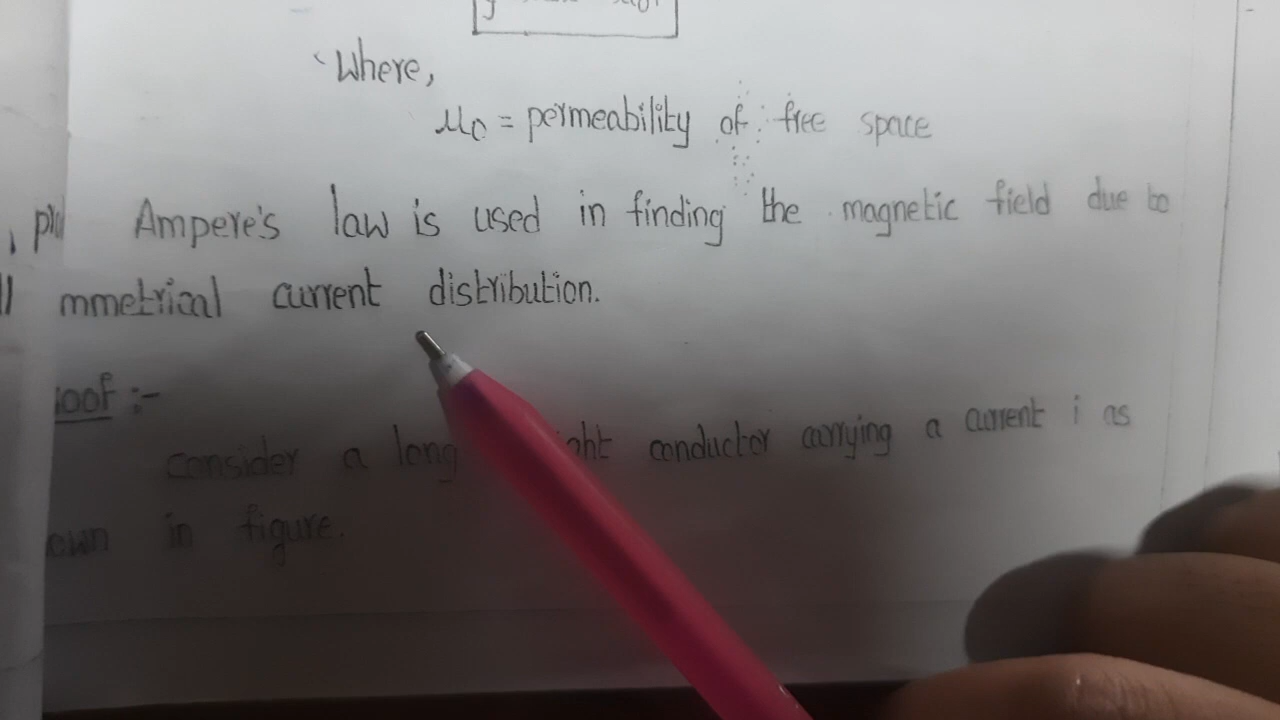 Where,
μ0 = permeability of free space
Ampere's law is used in finding the magnetic field due to
mmetrical current distribution.
oof :-
Consider a long ght conductor carrying a current i as
own in figure.